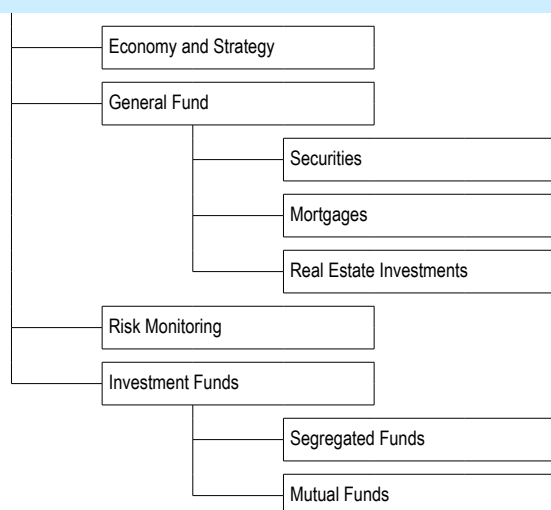 Economy and Strategy
General Fund
Securities
Mortgages
Real Estate Investments
Risk Monitoring
Investment Funds
Segregated Funds
Mutual Funds